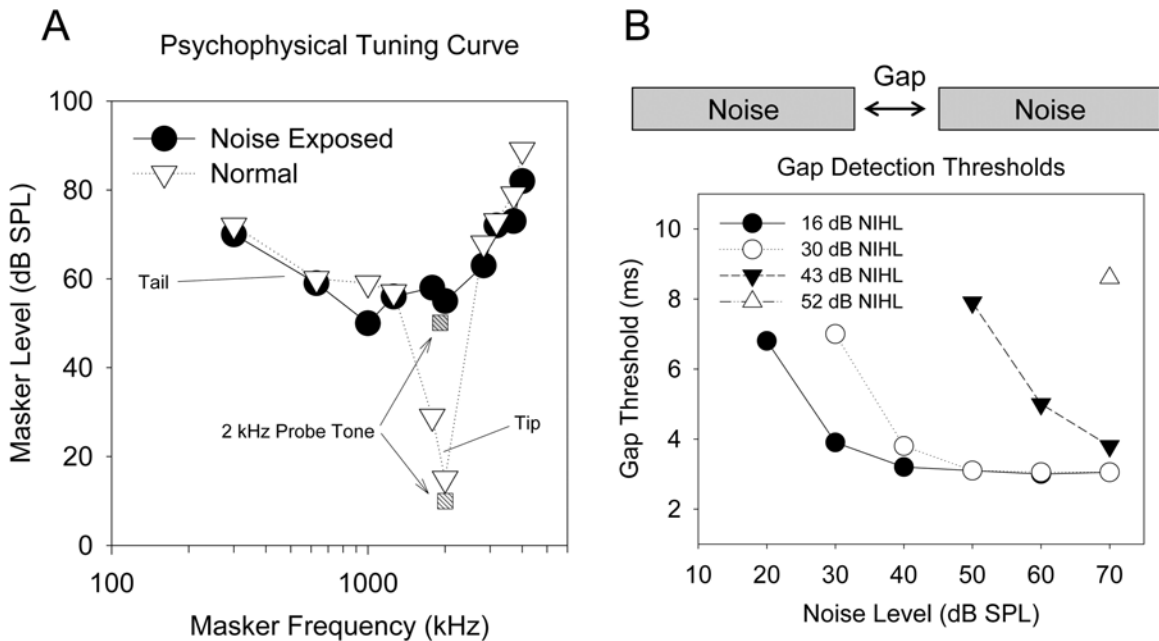 A
Psychophysical Tuning Curve
100
80
60
40
20
0
Masker Level (dB SPL)
Noise Exposed
Normal
Tail
2 kHz Probe Tone
Tip
100
1000
Masker Frequency (kHz)
B
Gap
Noise
Noise
Gap Detection Thresholds
10
8
6
4
2
Gap Threshold (ms)
16 dB NIHL
30 dB NIHL
43 dB NIHL
52 dB NIHL
10 20 30 40 50 60 70
Noise Level (dB SPL)